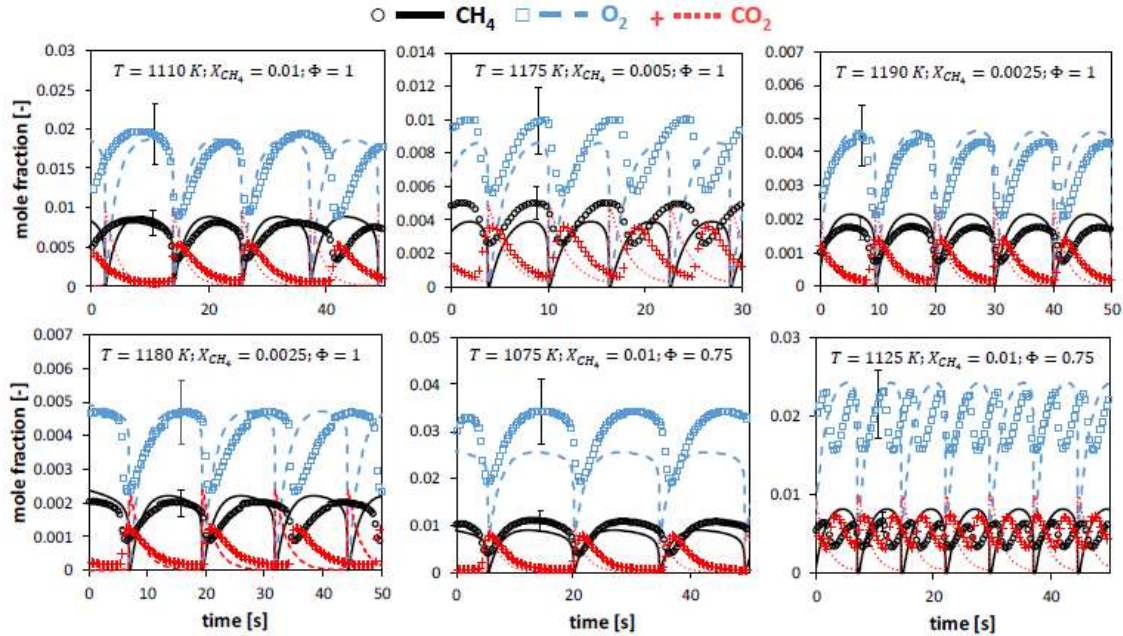 CH4 O2 CO2
T = 1110 K; XCH4 = 0.01; Φ = 1
mole fraction [-]
0.03
0.025
0.02
0.015
0.01
0.005
0
0 20 40
T = 1175 K; XCH4 = 0.005; Φ = 1
0.014
0.012
0.01
0.008
0.006
0.004
0.002
0
0 10 20 30
T = 1190 K; XCH4 = 0.0025; Φ = 1
0.007
0.006
0.005
0.004
0.003
0.002
0.001
0
0 10 20 30 40 50
T = 1180 K; XCH4 = 0.0025; Φ = 1
mole fraction [-]
0.007
0.006
0.005
0.004
0.003
0.002
0.001
0
0 10 20 30 40 50
time [s]
T = 1075 K; XCH4 = 0.01; Φ = 0.75
0.05
0.04
0.03
0.02
0.01
0
0 20 40
time [s]
T = 1125 K; XCH4 = 0.01; Φ = 0.75
0.03
0.02
0.01
0
0 20 40
time [s]